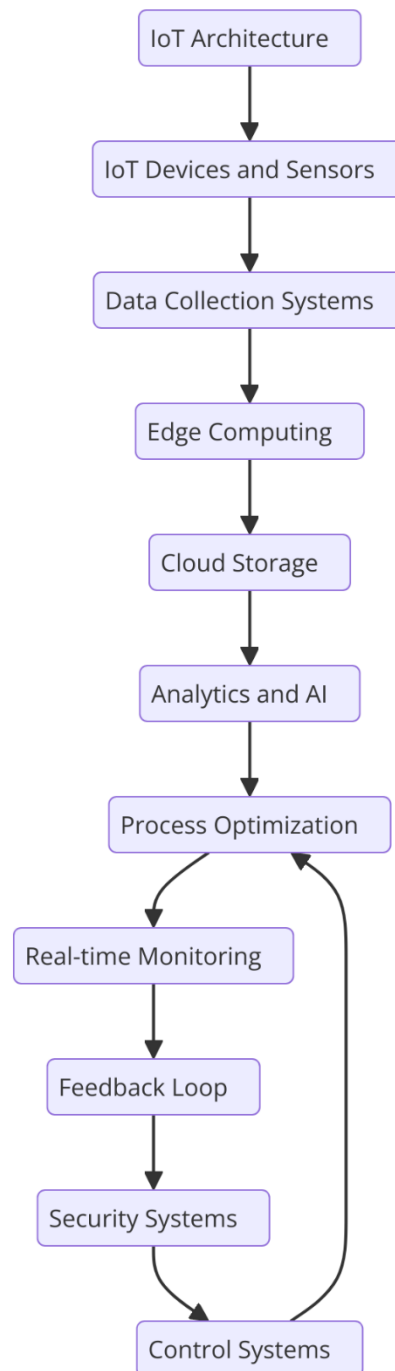 IoT Architecture
IoT Devices and Sensors
Data Collection Systems
Edge Computing
Cloud Storage
Analytics and AI
Process Optimization
Real-time Monitoring
Feedback Loop
Security Systems
Control Systems